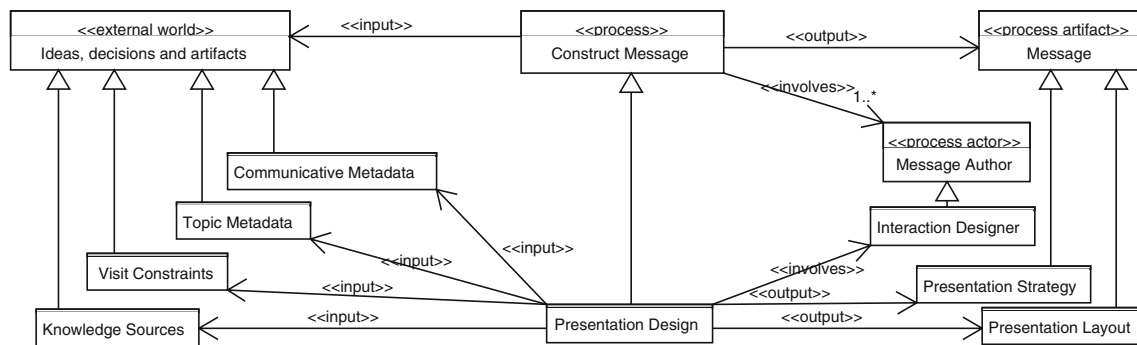 <<external world>>
Ideas, decisions and artifacts
<<input>>
<<process>>
Construct Message
<<output>>
<<process artifact>>
Message
<<involves>>
1..*
<<process actor>>
Message Author
Communicative Metadata
Topic Metadata
Interaction Designer
<<input>>
<<input>>
<<involves>>
Visit Constraints
<<input>>
<<output>>
Presentation Strategy
Knowledge Sources
<<input>>
Presentation Design
<<output>>
Presentation Layout